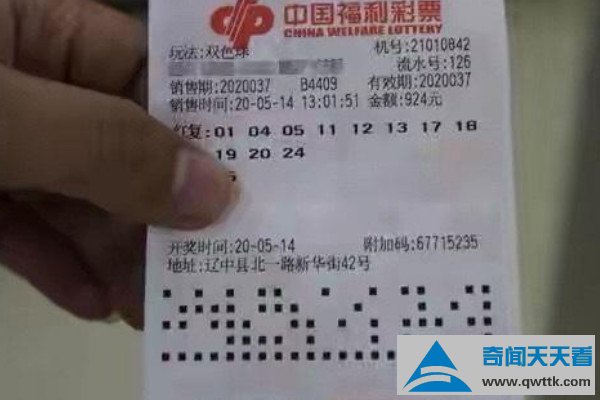 中国福利彩票
CHINA WELFARE LOTTERY
玩法:双色球
机号:21010842
流水号:126
销售期:2020037 B4409 有效期:2020037
销售时间:20-05-14 13:01:51 金额:924元
复:01 04 05 11 12 13 17 18
19 20 24
开奖时间:20-05-14 附加码:67715235
地址:辽中县北一路新华街42号
奇闻天天看
www.qwttk.com